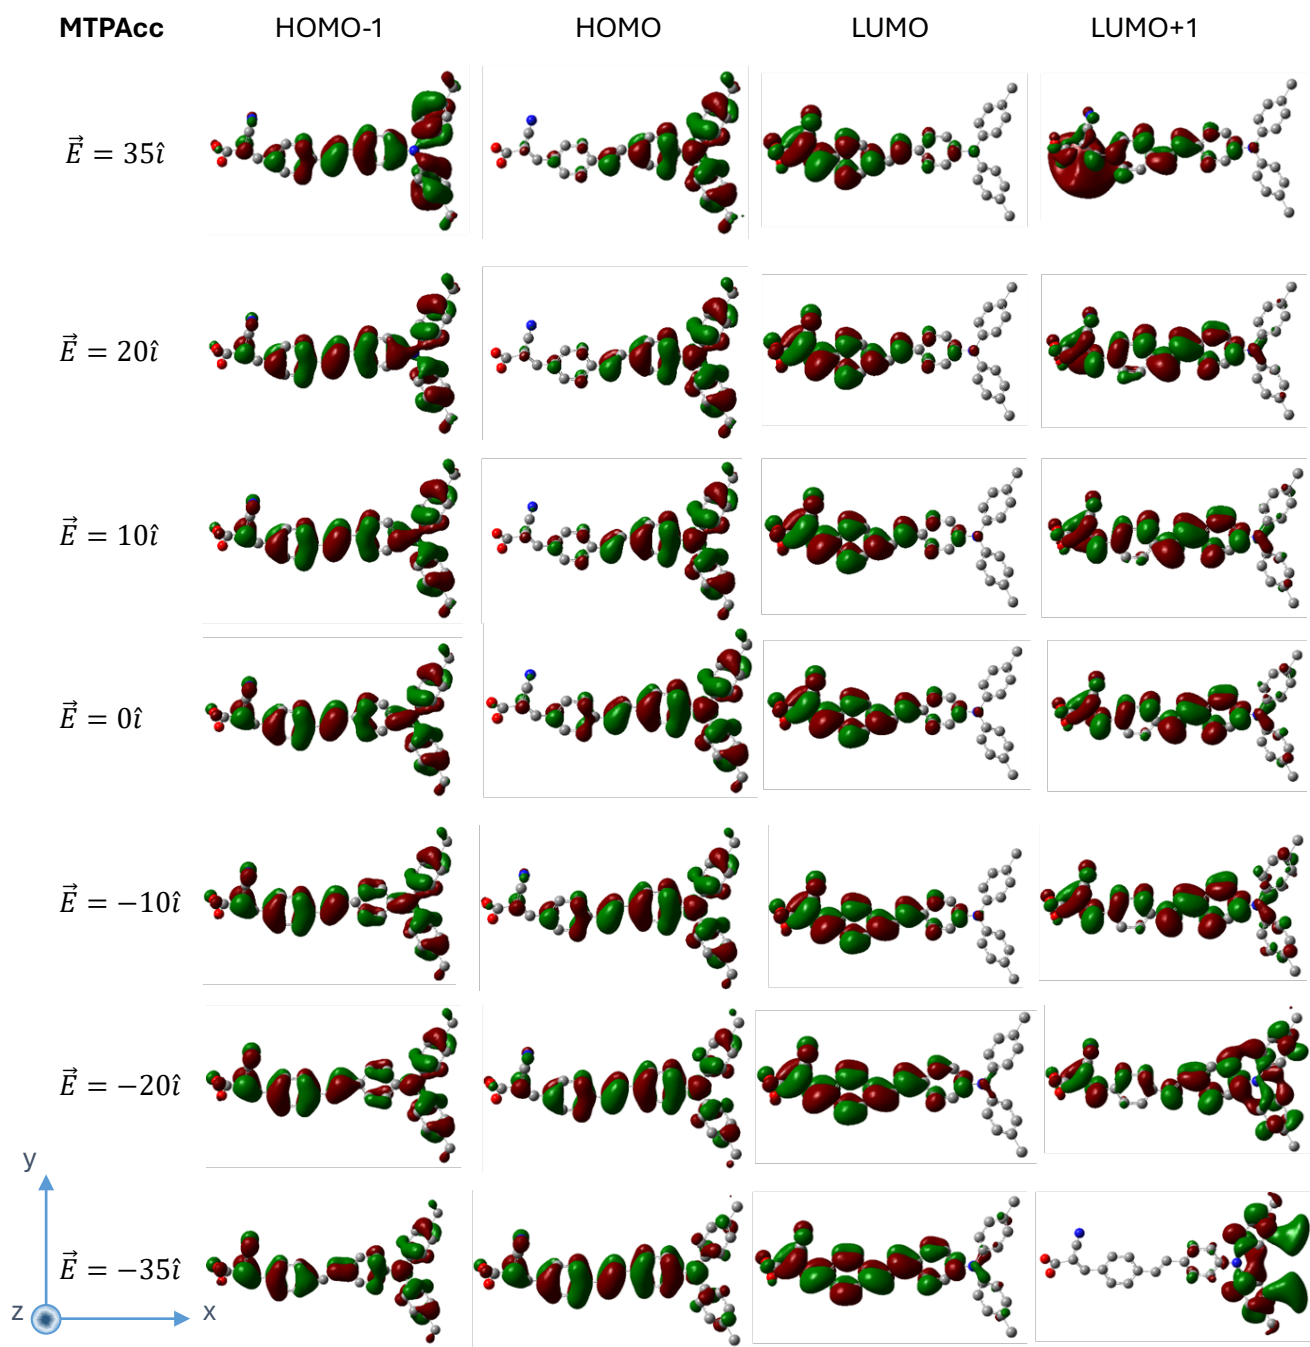 MTPAcc HOMO-1 HOMO LUMO LUMO+1
E⃗ = 35î
E⃗ = 20î
E⃗ = 10î
E⃗ = 0î
E⃗ = −10î
E⃗ = −20î
y
E⃗ = −35î
z x